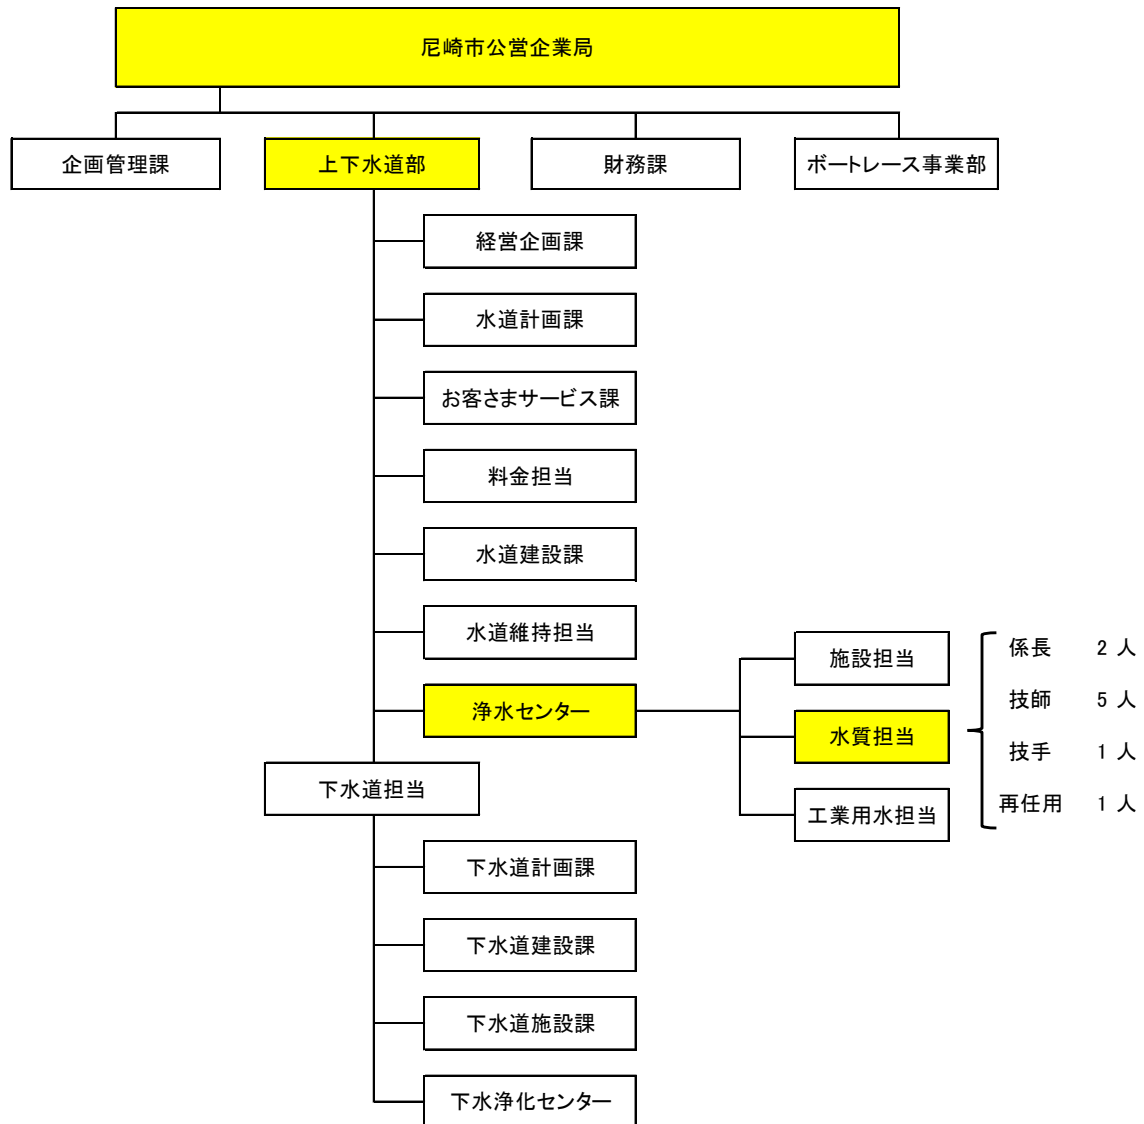 尼崎市公営企業局
企画管理課
上下水道部
財務課
ボートレース事業部
経営企画課
水道計画課
お客さまサービス課
料金担当
水道建設課
水道維持担当
浄水センター
施設担当
水質担当
工業用水担当
係長 2 人
技師 5 人
技手 1 人
再任用 1 人
下水道担当
下水道計画課
下水道建設課
下水道施設課
下水浄化センター